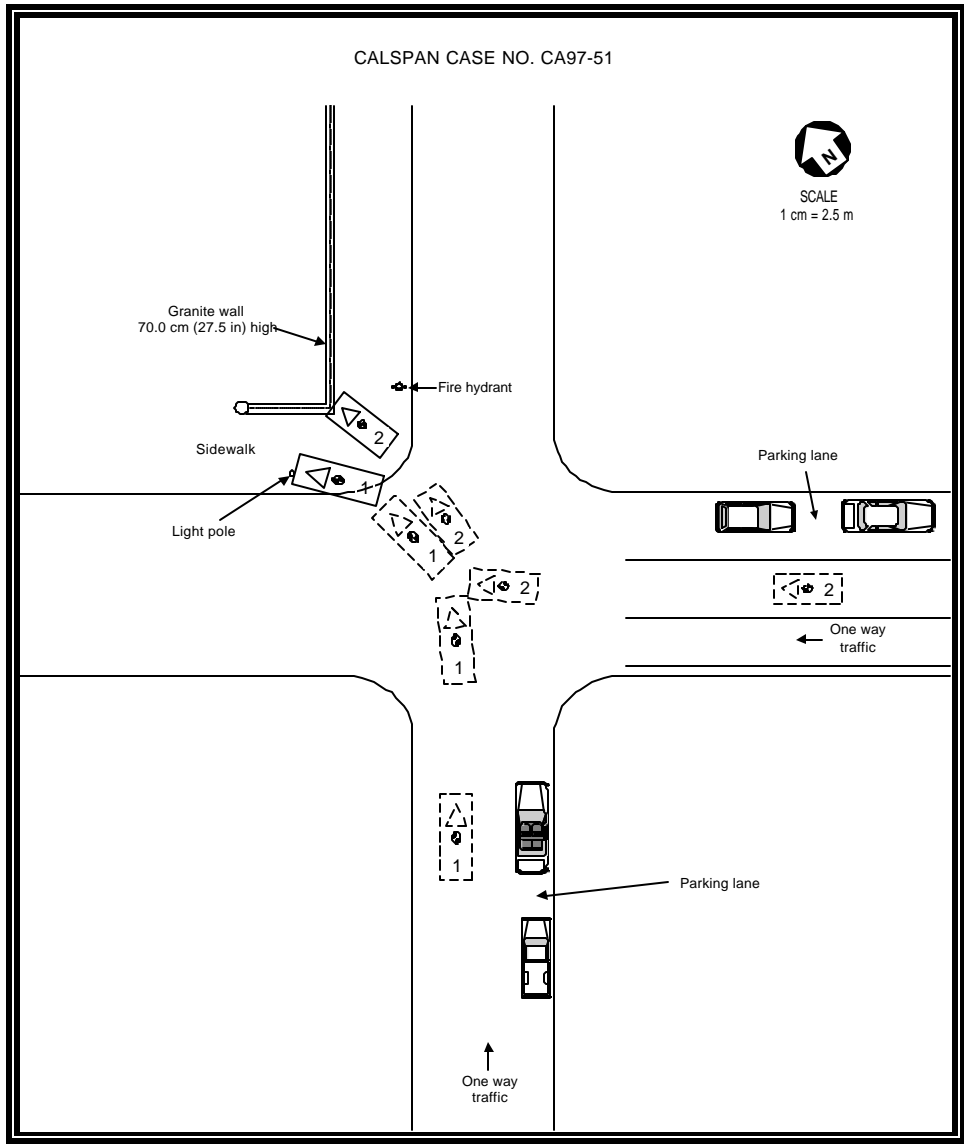 CALSPAN CASE NO. CA97-51
N
SCALE
1 cm = 2.5 m
Granite wall
70.0 cm (27.5 in) high
Fire hydrant
2
Sidewalk
Parking lane
1
Light pole
2
1
2
2
One way
traffic
1
1
Parking lane
One way
traffic